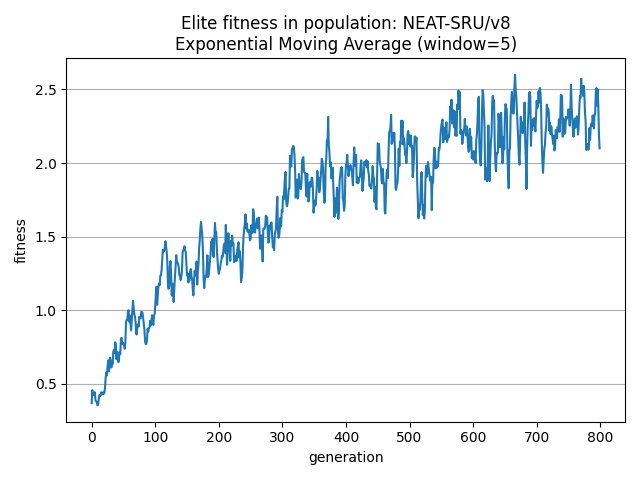 Elite fitness in population: NEAT-SRU/v8
Exponential Moving Average (window=5)
fitness
2.5
2.0
1.5
1.0
0.5
0 100 200 300 400 500 600 700 800
generation